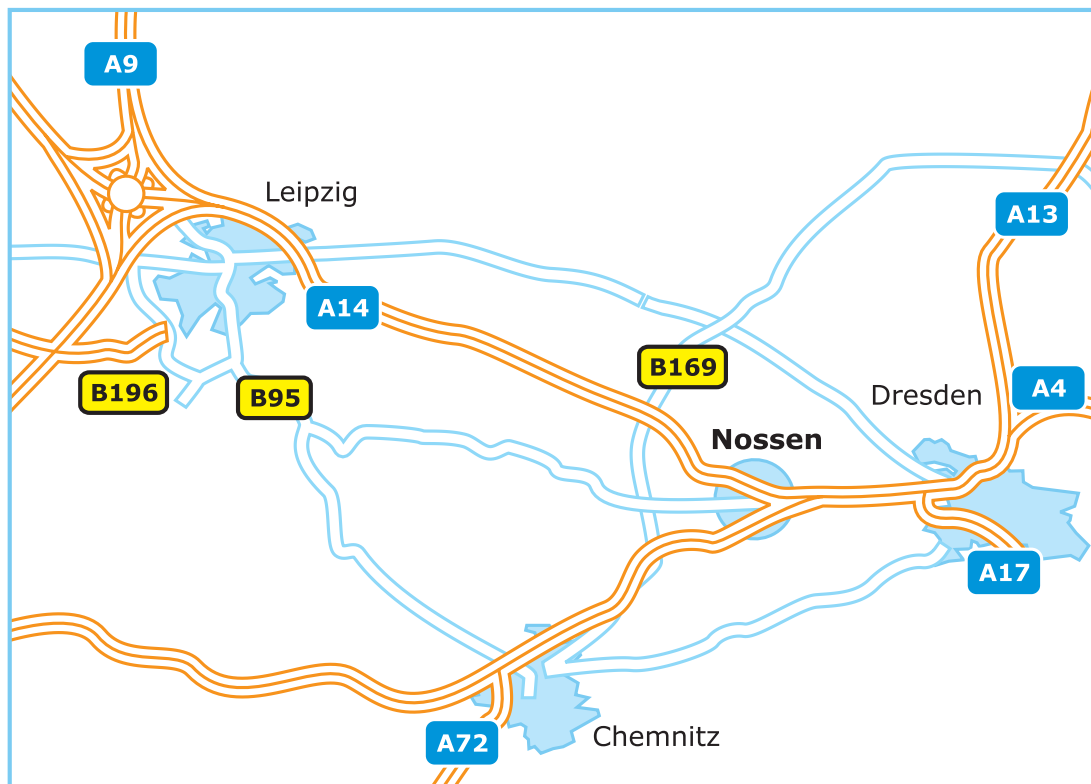 A9
Leipzig
A13
A14
B169
B196
B95
Dresden
A4
Nossen
A17
A72
Chemnitz